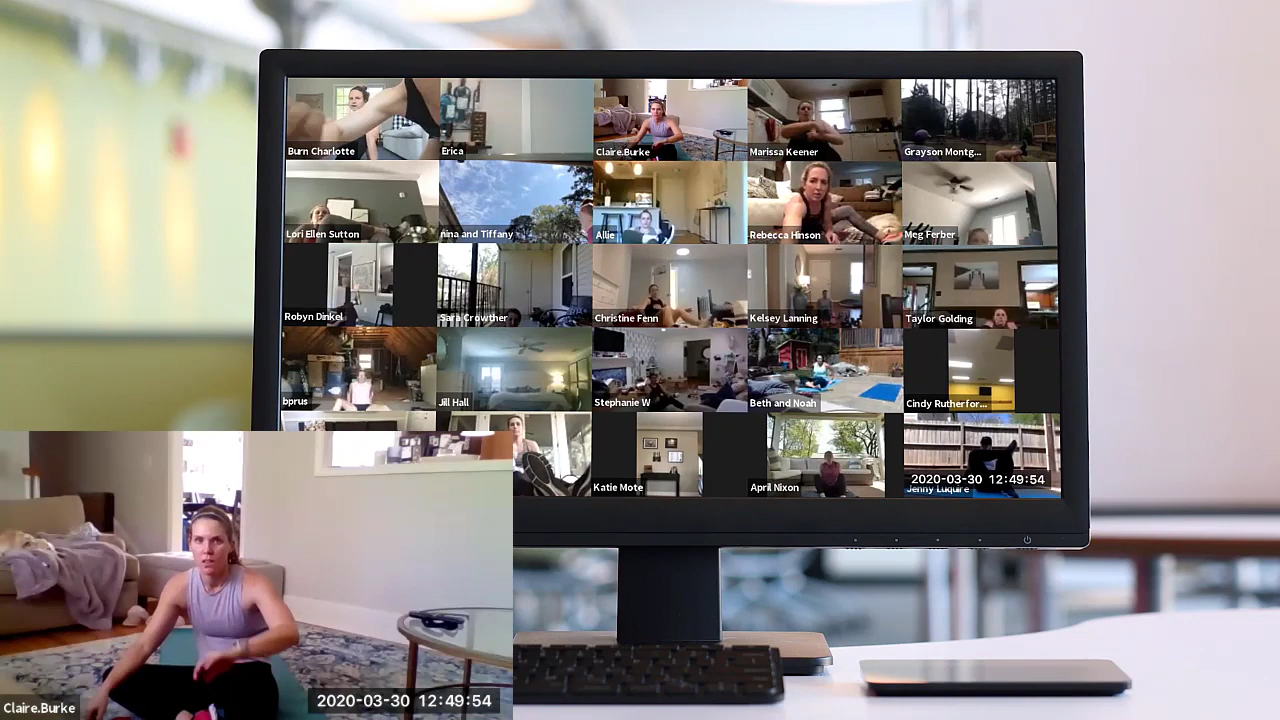 Burn Charlotte
Erica
Claire.Burke
Marissa Keener
Grayson Montg...
Lori Ellen Sutton
nina and Tiffany
Allie
Rebecca Hinson
Meg Ferber
Robyn Dinkel
Sara Crowther
Christine Fenn
Kelsey Lanning
Taylor Golding
bprus
Jill Hall
Stephanie W
Beth and Noah
Cindy Rutherfor...
Katie Mote
April Nixon
2020-03-30 12:49:54
Jenny Luquire
Claire.Burke
2020-03-30 12:49:54